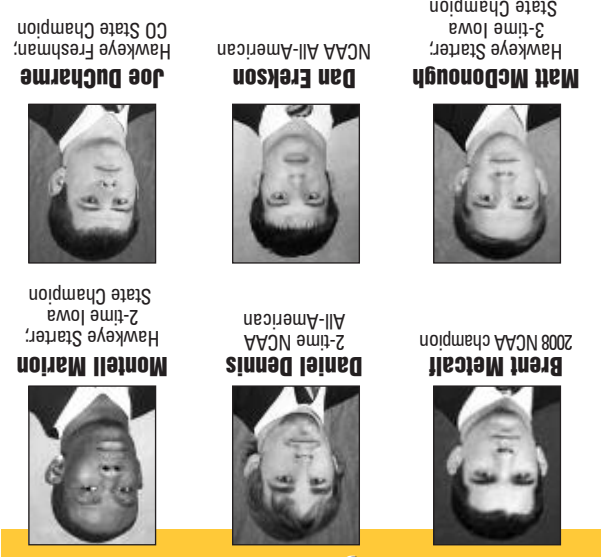 Brent Metcalf
2008 NCAA champion
Daniel Dennis
2-time NCAA
All-American
Montell Marion
Hawkeye Starter,
2-time Iowa
State Champion
Matt McDonough
Hawkeye Starter,
3-time Iowa
State Champion
Dan Erekson
NCAA All-American
Joe DuCharme
Hawkeye Freshman,
CO State Champion